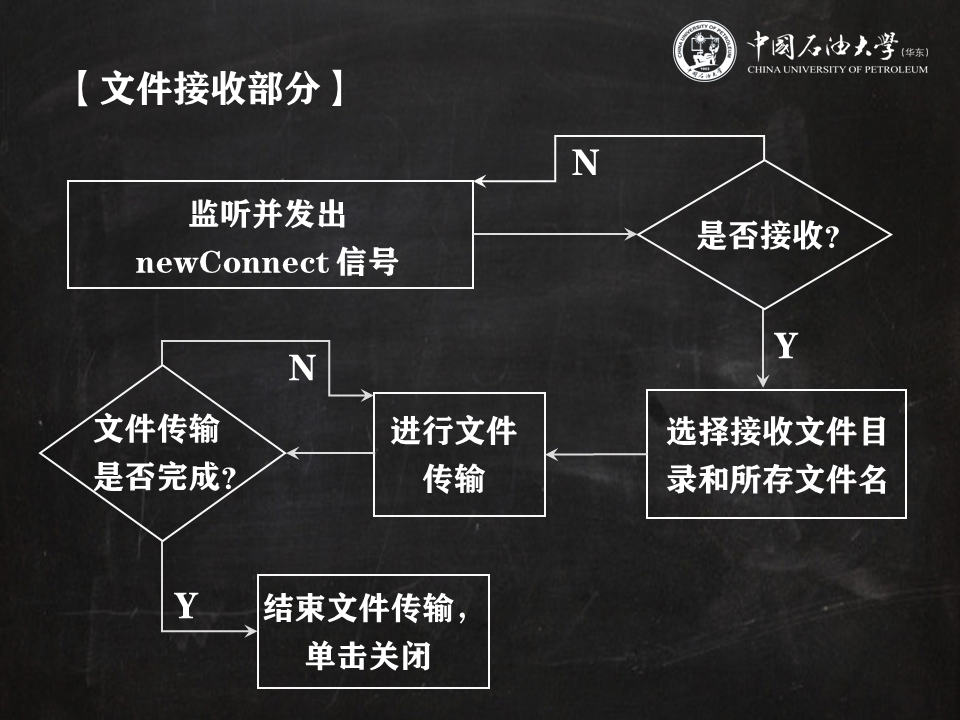 中国石油大学(华东)
CHINA UNIVERSITY OF PETROLEUM
【文件接收部分】
监听并发出
newConnect 信号
N
是否接收?
Y
选择接收文件目
录和所存文件名
进行文件
传输
N
文件传输
是否完成?
Y
结束文件传输，
单击关闭